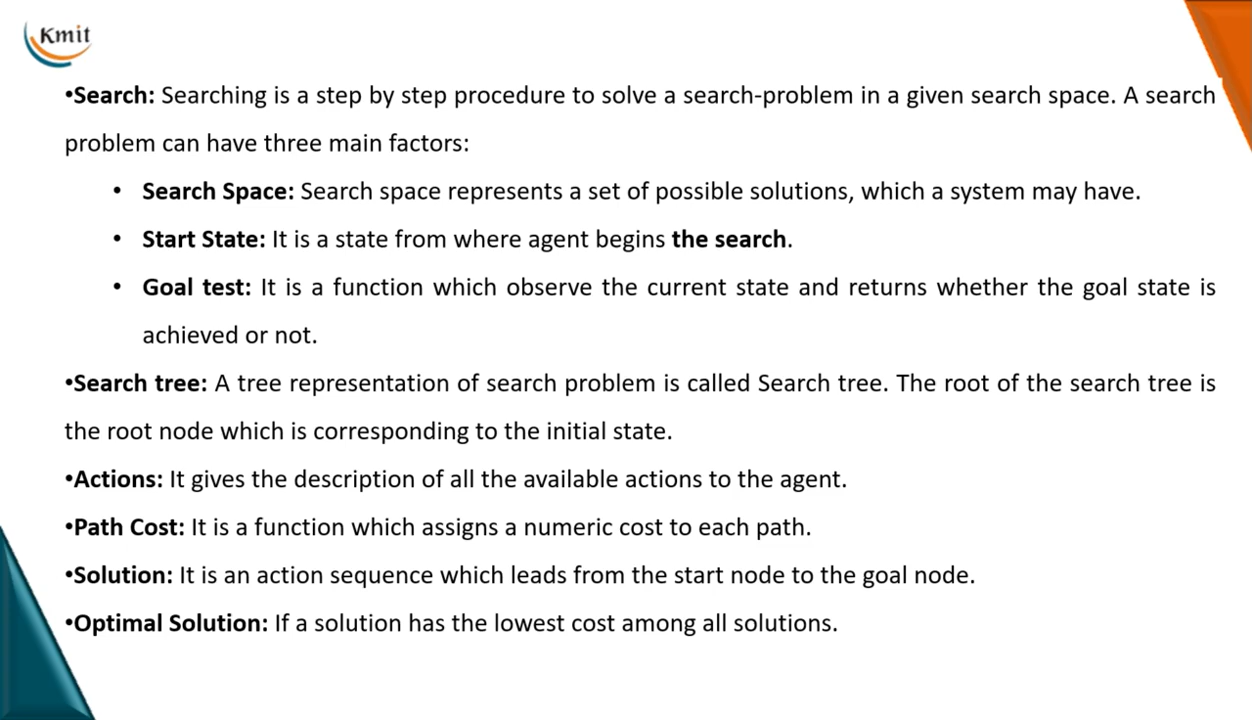 Kmit
•Search: Searching is a step by step procedure to solve a search-problem in a given search space. A search
problem can have three main factors:
• Search Space: Search space represents a set of possible solutions, which a system may have.
• Start State: It is a state from where agent begins the search.
• Goal test: It is a function which observe the current state and returns whether the goal state is
achieved or not.
•Search tree: A tree representation of search problem is called Search tree. The root of the search tree is
the root node which is corresponding to the initial state.
•Actions: It gives the description of all the available actions to the agent.
•Path Cost: It is a function which assigns a numeric cost to each path.
•Solution: It is an action sequence which leads from the start node to the goal node.
•Optimal Solution: If a solution has the lowest cost among all solutions.